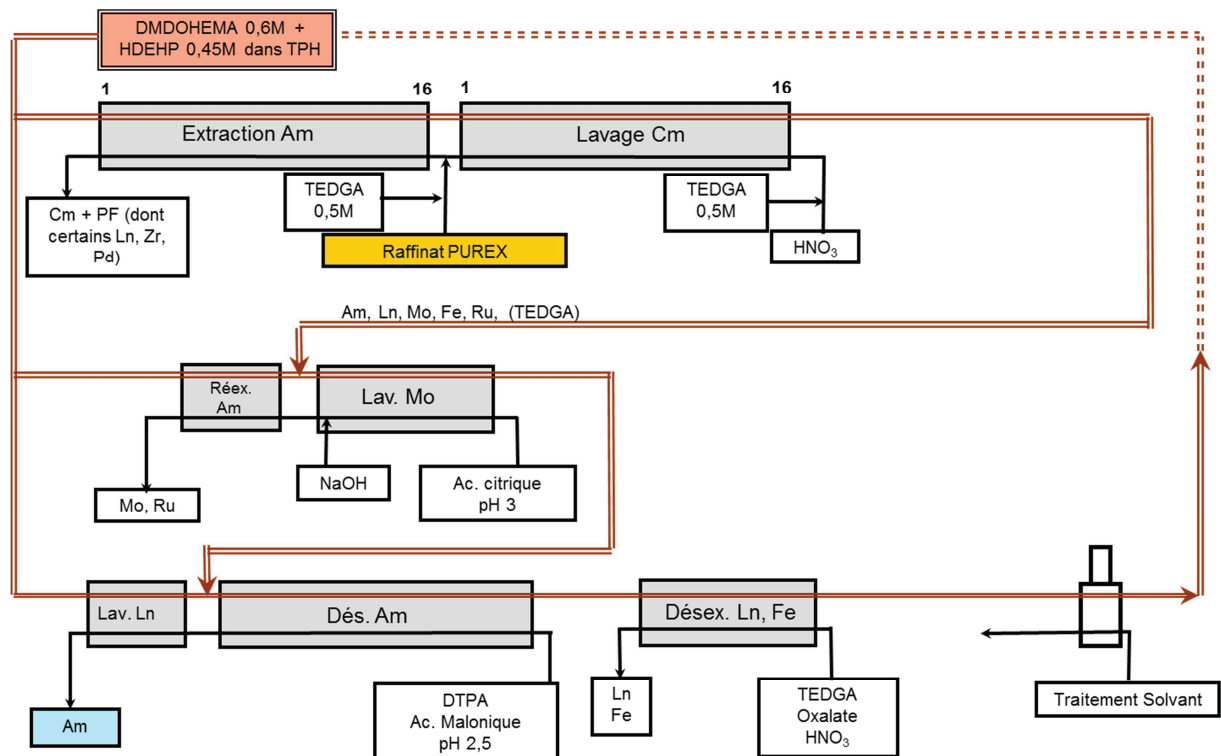 DMDOHEMA 0,6M +
HDEHP 0,45M dans TPH
1
16
1
16
Extraction Am
Lavage Cm
TEDGA
0,5M
TEDGA
0,5M
Cm + PF (dont
certains Ln, Zr,
Pd)
Raffinat PUREX
HNO₃
Am, Ln, Mo, Fe, Ru, (TEDGA)
Réex.
Am
Lav. Mo
NaOH
Ac. citrique
pH 3
Mo, Ru
Lav. Ln
Dés. Am
Désex. Ln, Fe
Am
DTPA
Ac. Malonique
pH 2,5
Ln
Fe
TEDGA
Oxalate
HNO₃
Traitement Solvant